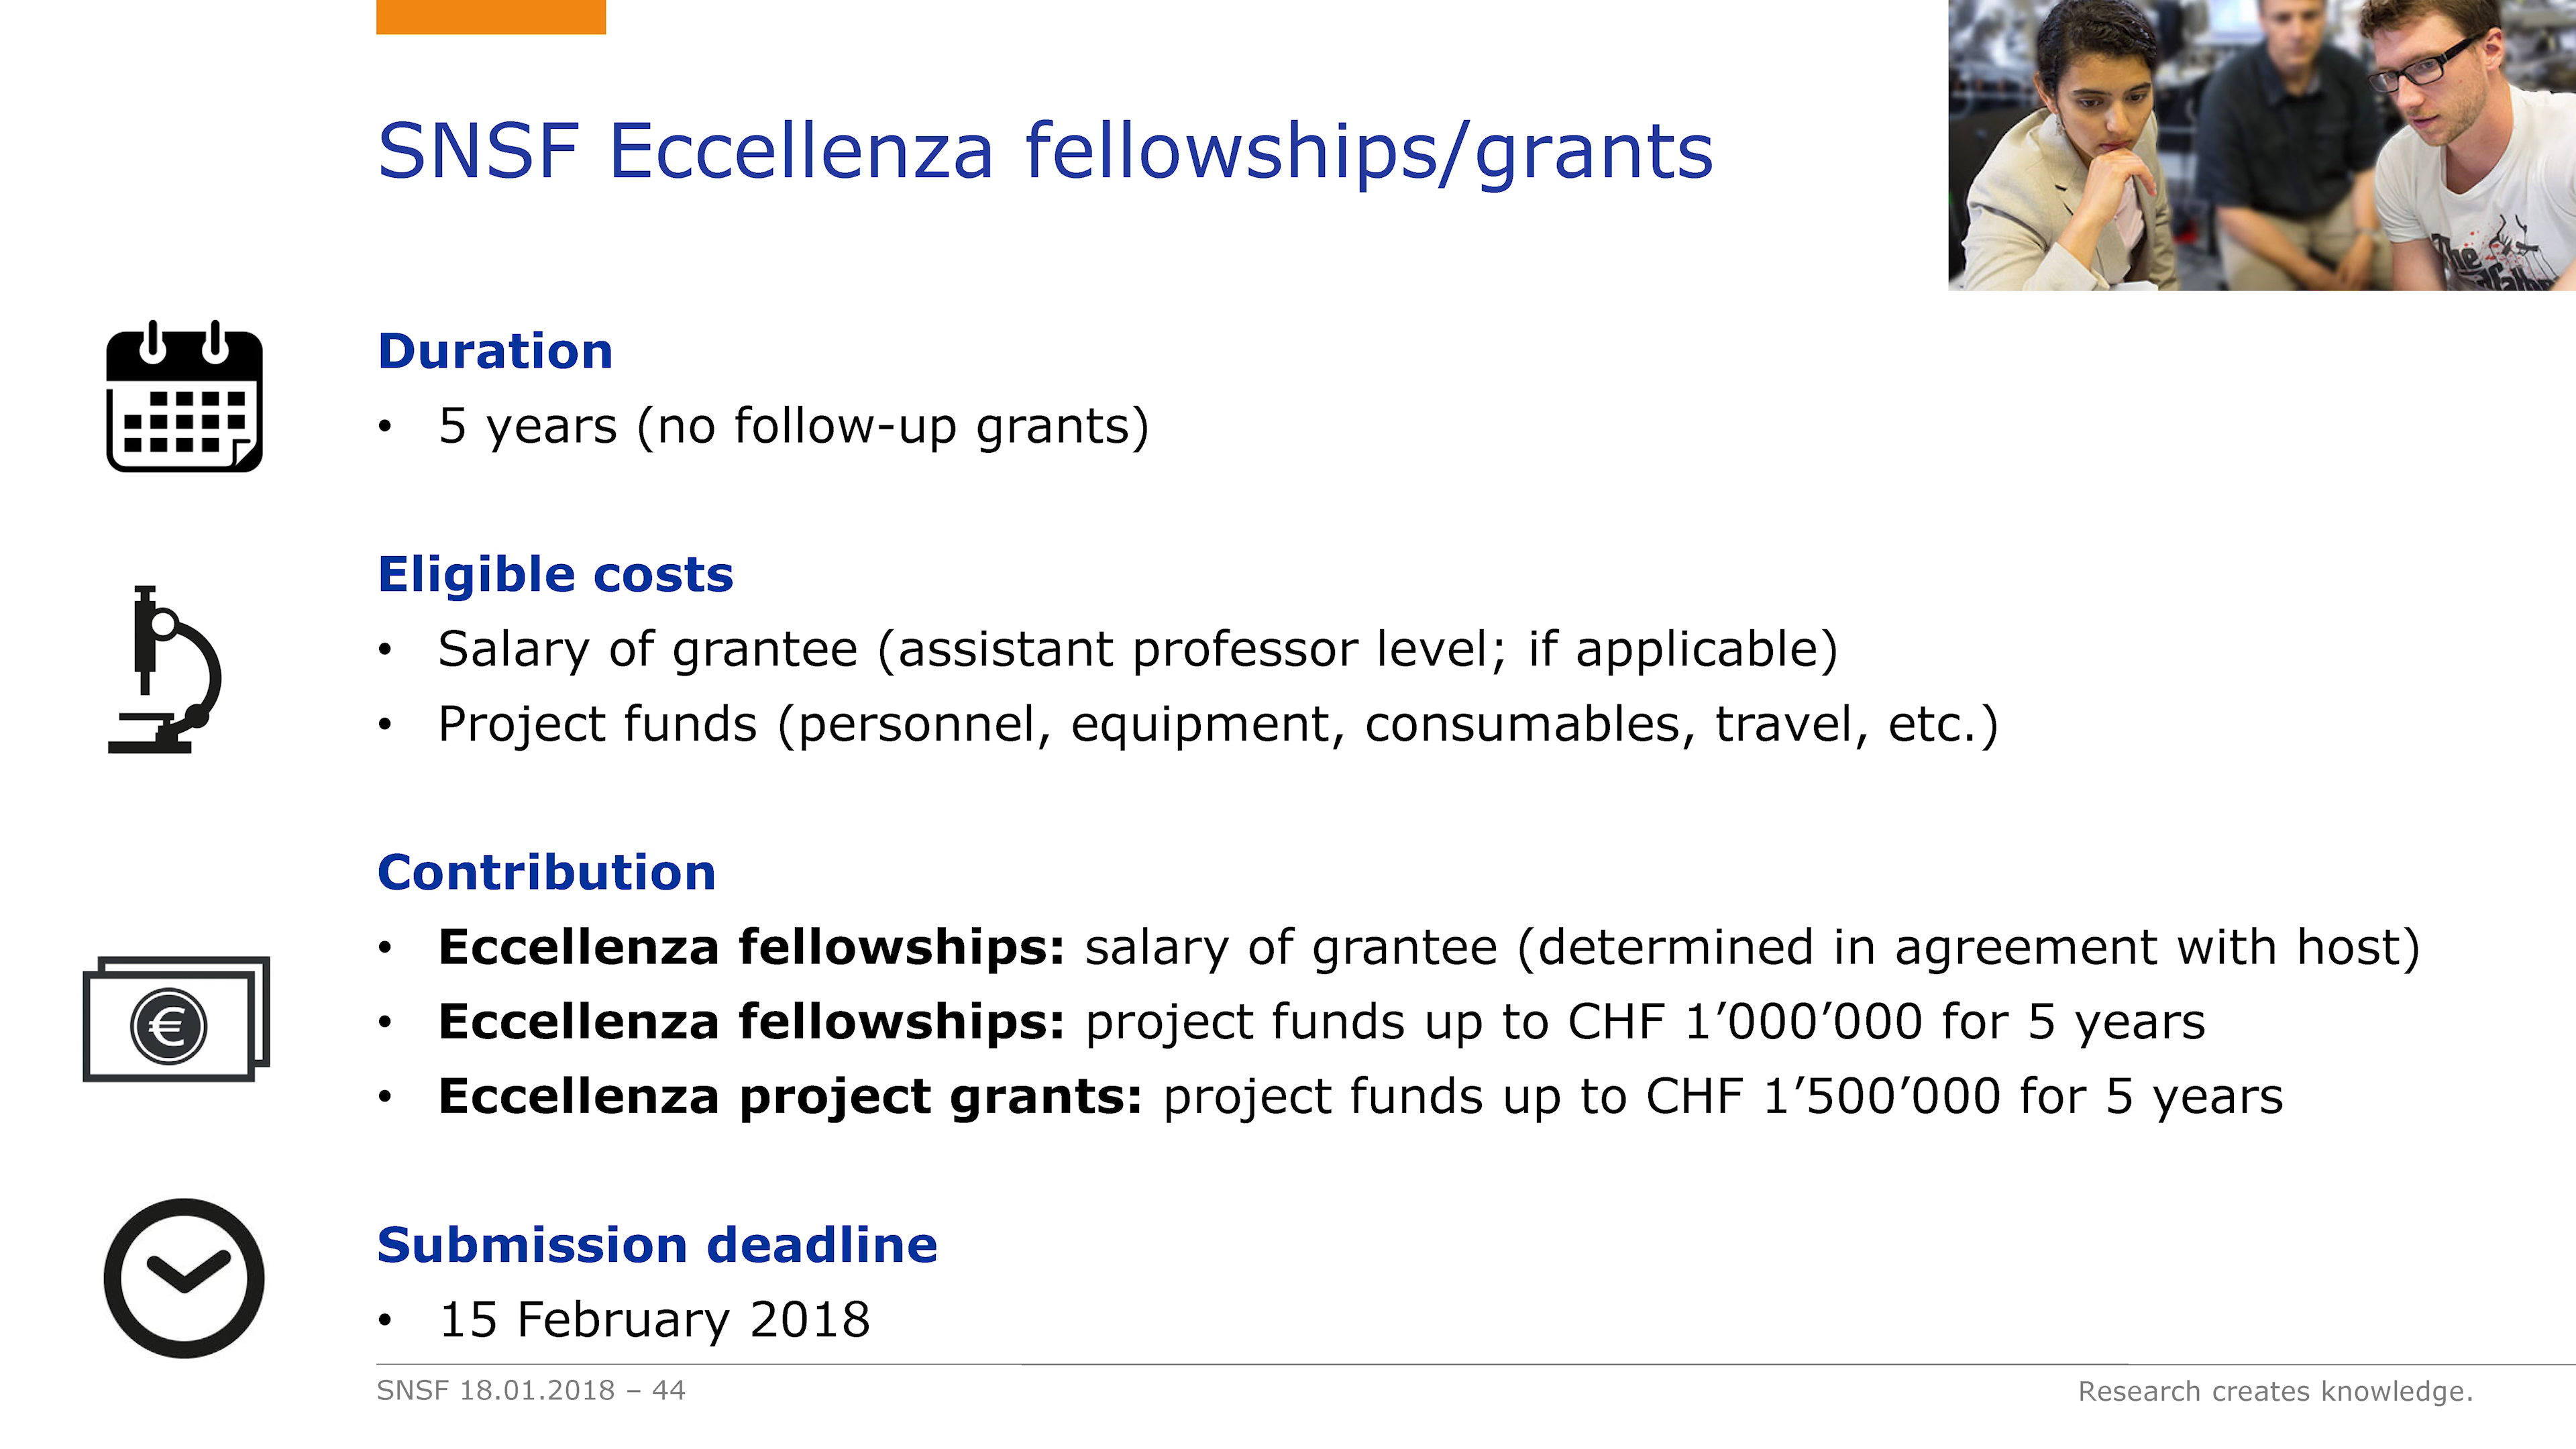 SNSF Eccellenza fellowships/grants
The
Duration
• 5 years (no follow-up grants)
Eligible costs
• Salary of grantee (assistant professor level; if applicable)
• Project funds (personnel, equipment, consumables, travel, etc.)
Contribution
• Eccellenza fellowships: salary of grantee (determined in agreement with host)
• Eccellenza fellowships: project funds up to CHF 1’000’000 for 5 years
• Eccellenza project grants: project funds up to CHF 1’500’000 for 5 years
€
Submission deadline
• 15 February 2018
SNSF 18.01.2018 – 44
Research creates knowledge.